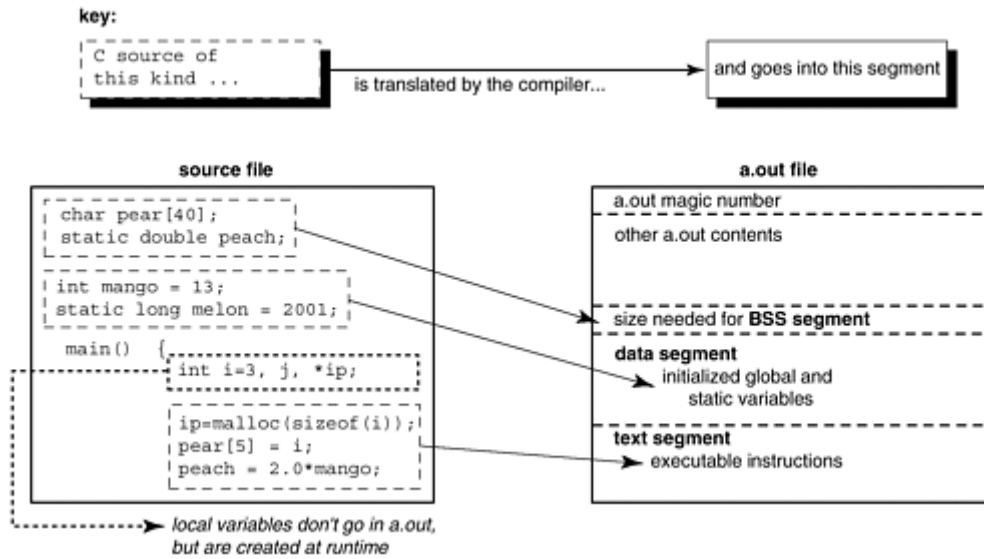 key:
C source of
this kind ...
is translated by the compiler...
and goes into this segment
source file
char pear[40];
static double peach;
int mango = 13;
static long melon = 2001;
main() {
int i=3, j, *ip;
ip=malloc(sizeof(i));
pear[5] = i;
peach = 2.0*mango;
local variables don't go in a.out,
but are created at runtime
a.out file
a.out magic number
other a.out contents
size needed for BSS segment
data segment
initialized global and
static variables
text segment
executable instructions